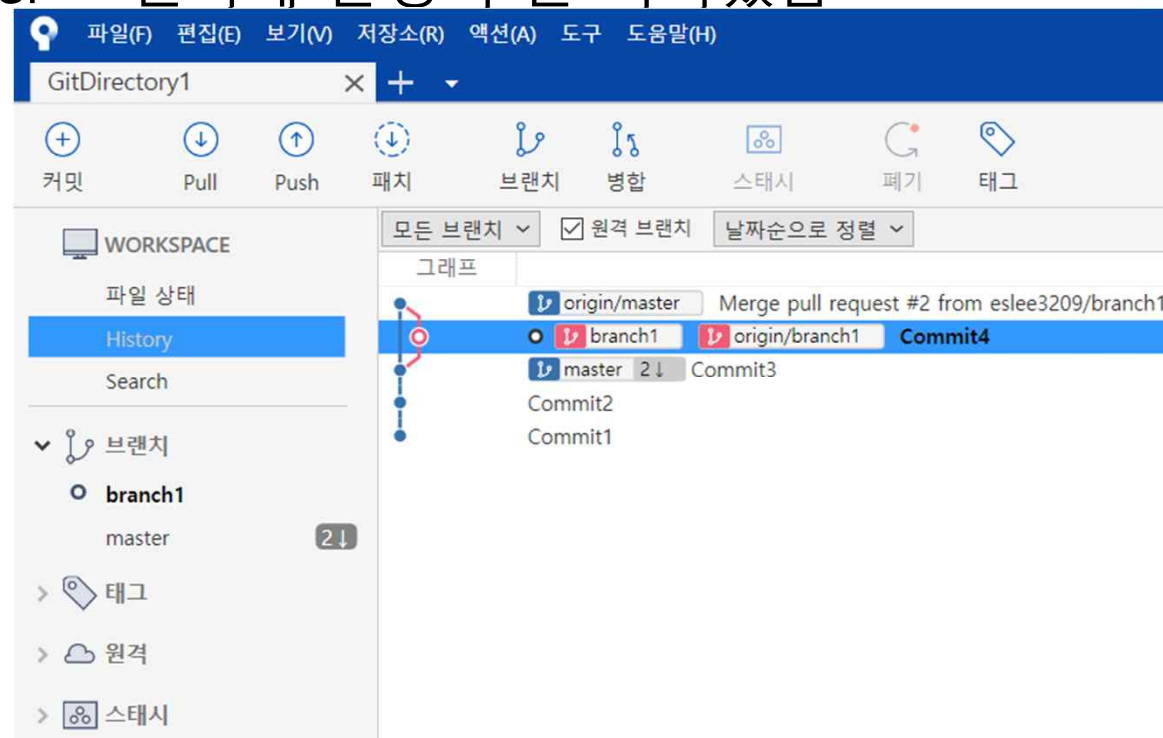 파일(F) 편집(E) 보기(V) 저장소(R) 액션(A) 도구 도움말(H)
GitDirectory1
커밋 Pull Push 패치 브랜치 병합 스태시 폐기 태그
모든 브랜치 원격 브랜치 날짜순으로 정렬
WORKSPACE
그래프
파일 상태
origin/master Merge pull request #2 from eslee3209/branch1
History
branch1 origin/branch1 Commit4
Search
master 2↓ Commit3
Commit2
Commit1
브랜치
branch1
master 2↓
태그
원격
스태시